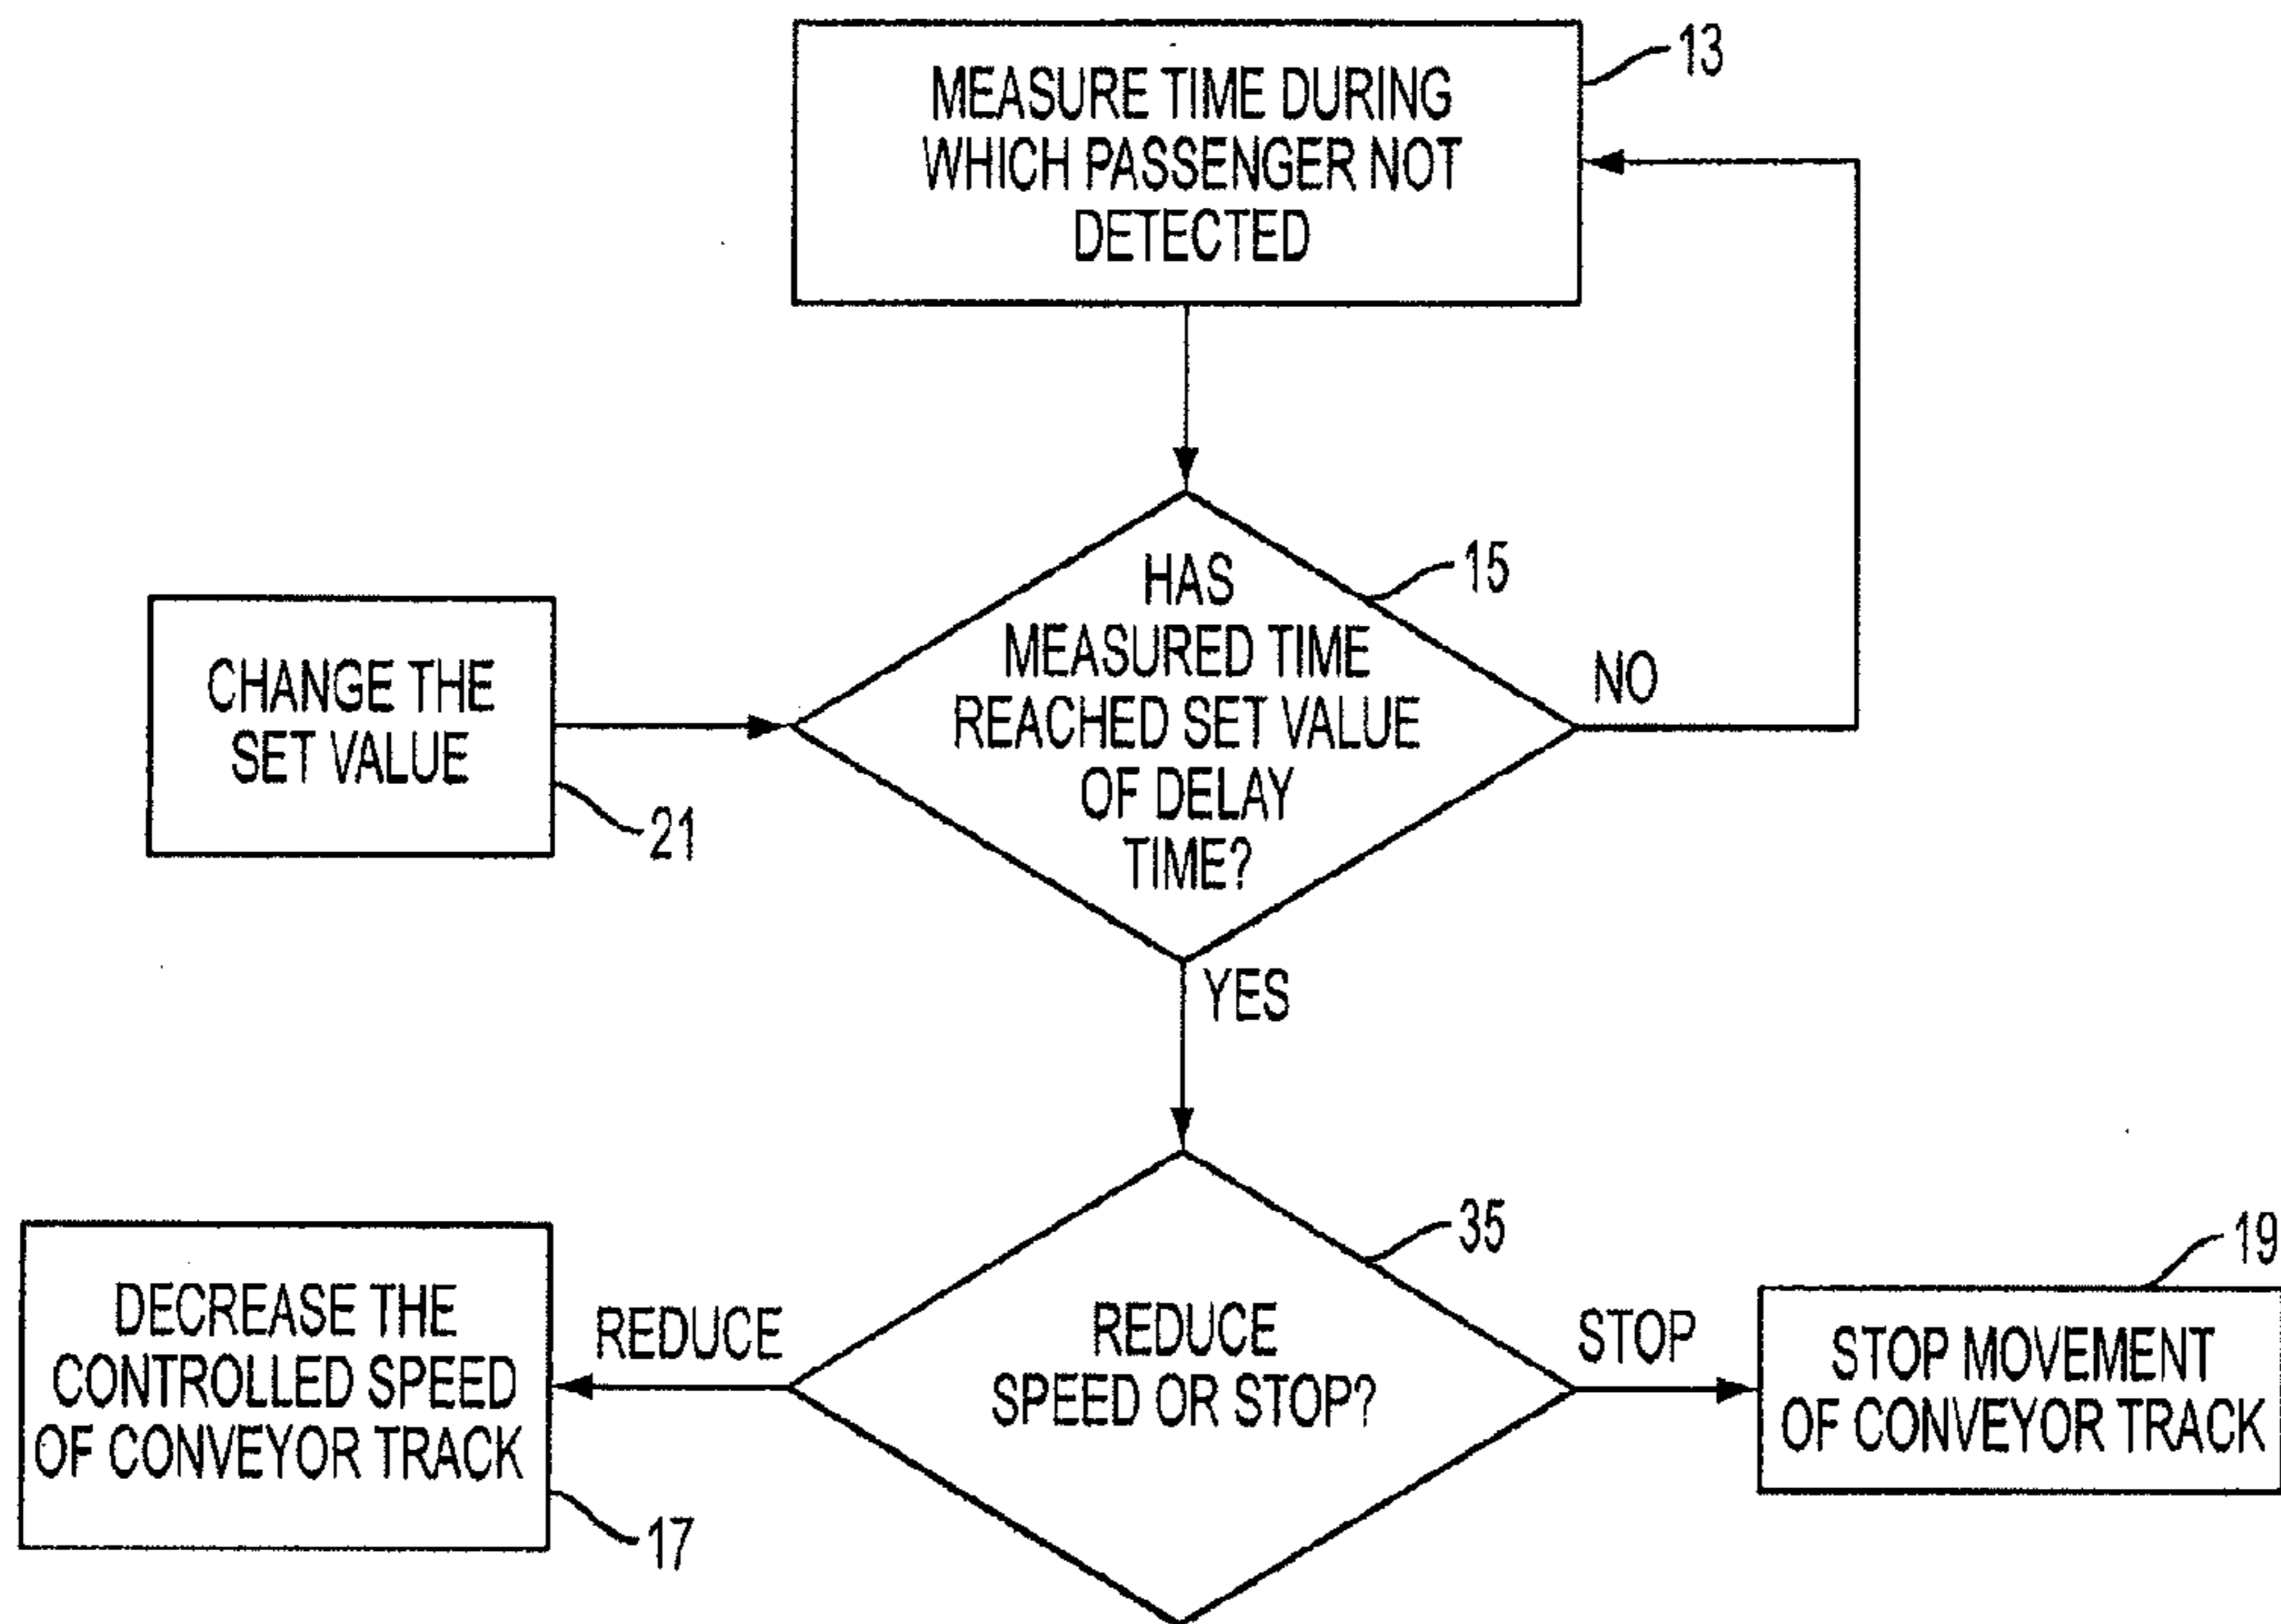 13
MEASURE TIME DURING
WHICH PASSENGER NOT
DETECTED
15
HAS
MEASURED TIME
REACHED SET VALUE
OF DELAY
TIME?
NO
CHANGE THE
SET VALUE
21
YES
35
REDUCE
SPEED OR STOP?
REDUCE
DECREASE THE
CONTROLLED SPEED
OF CONVEYOR TRACK
17
STOP
19
STOP MOVEMENT
OF CONVEYOR TRACK